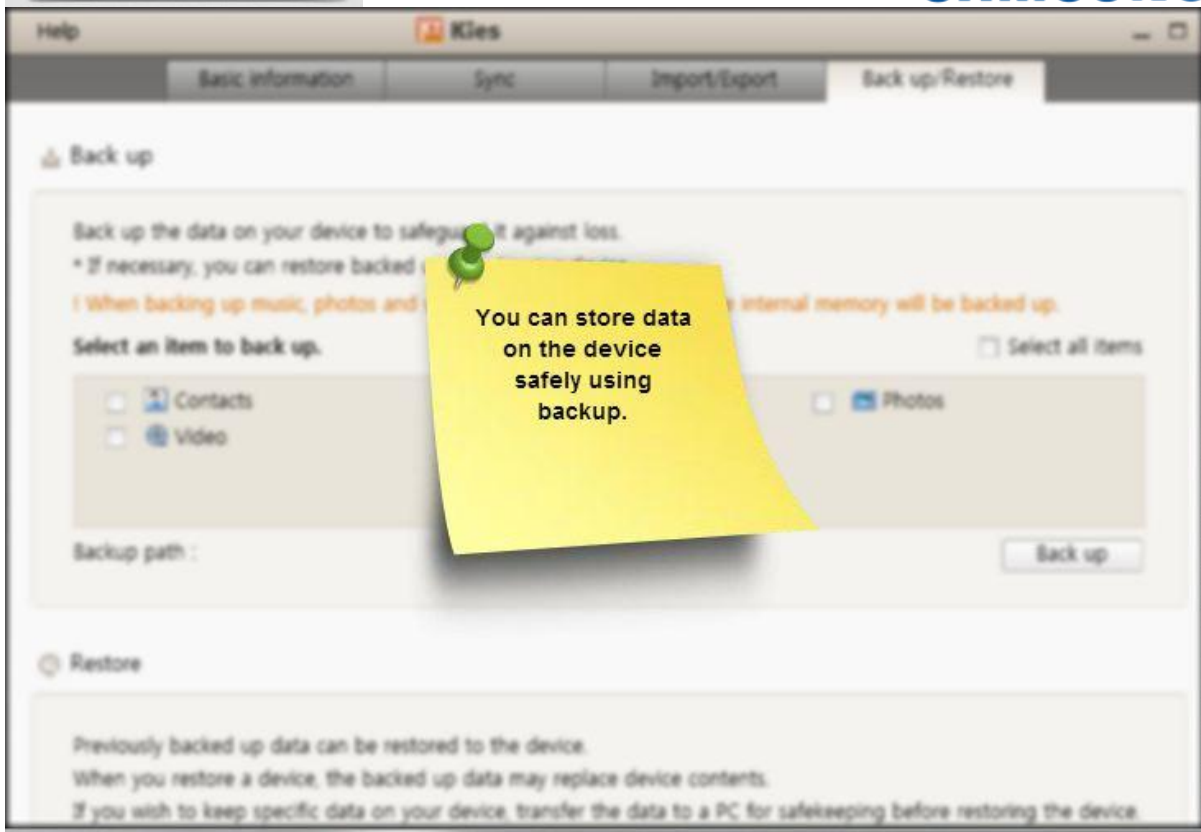 Help
Kies
Basic information
Sync
Import/Export
Back up/Restore
Back up
Back up the data on your device to safeguard it against loss.
* If necessary, you can restore backed
! When backing up music, photos and internal memory will be backed up.
Select an item to back up.
Select all items
Contacts
Photos
Video
You can store data
on the device
safely using
backup.
Backup path :
Back up
Restore
Previously backed up data can be restored to the device.
When you restore a device, the backed up data may replace device contents.
If you wish to keep specific data on your device, transfer the data to a PC for safekeeping before restoring the device.